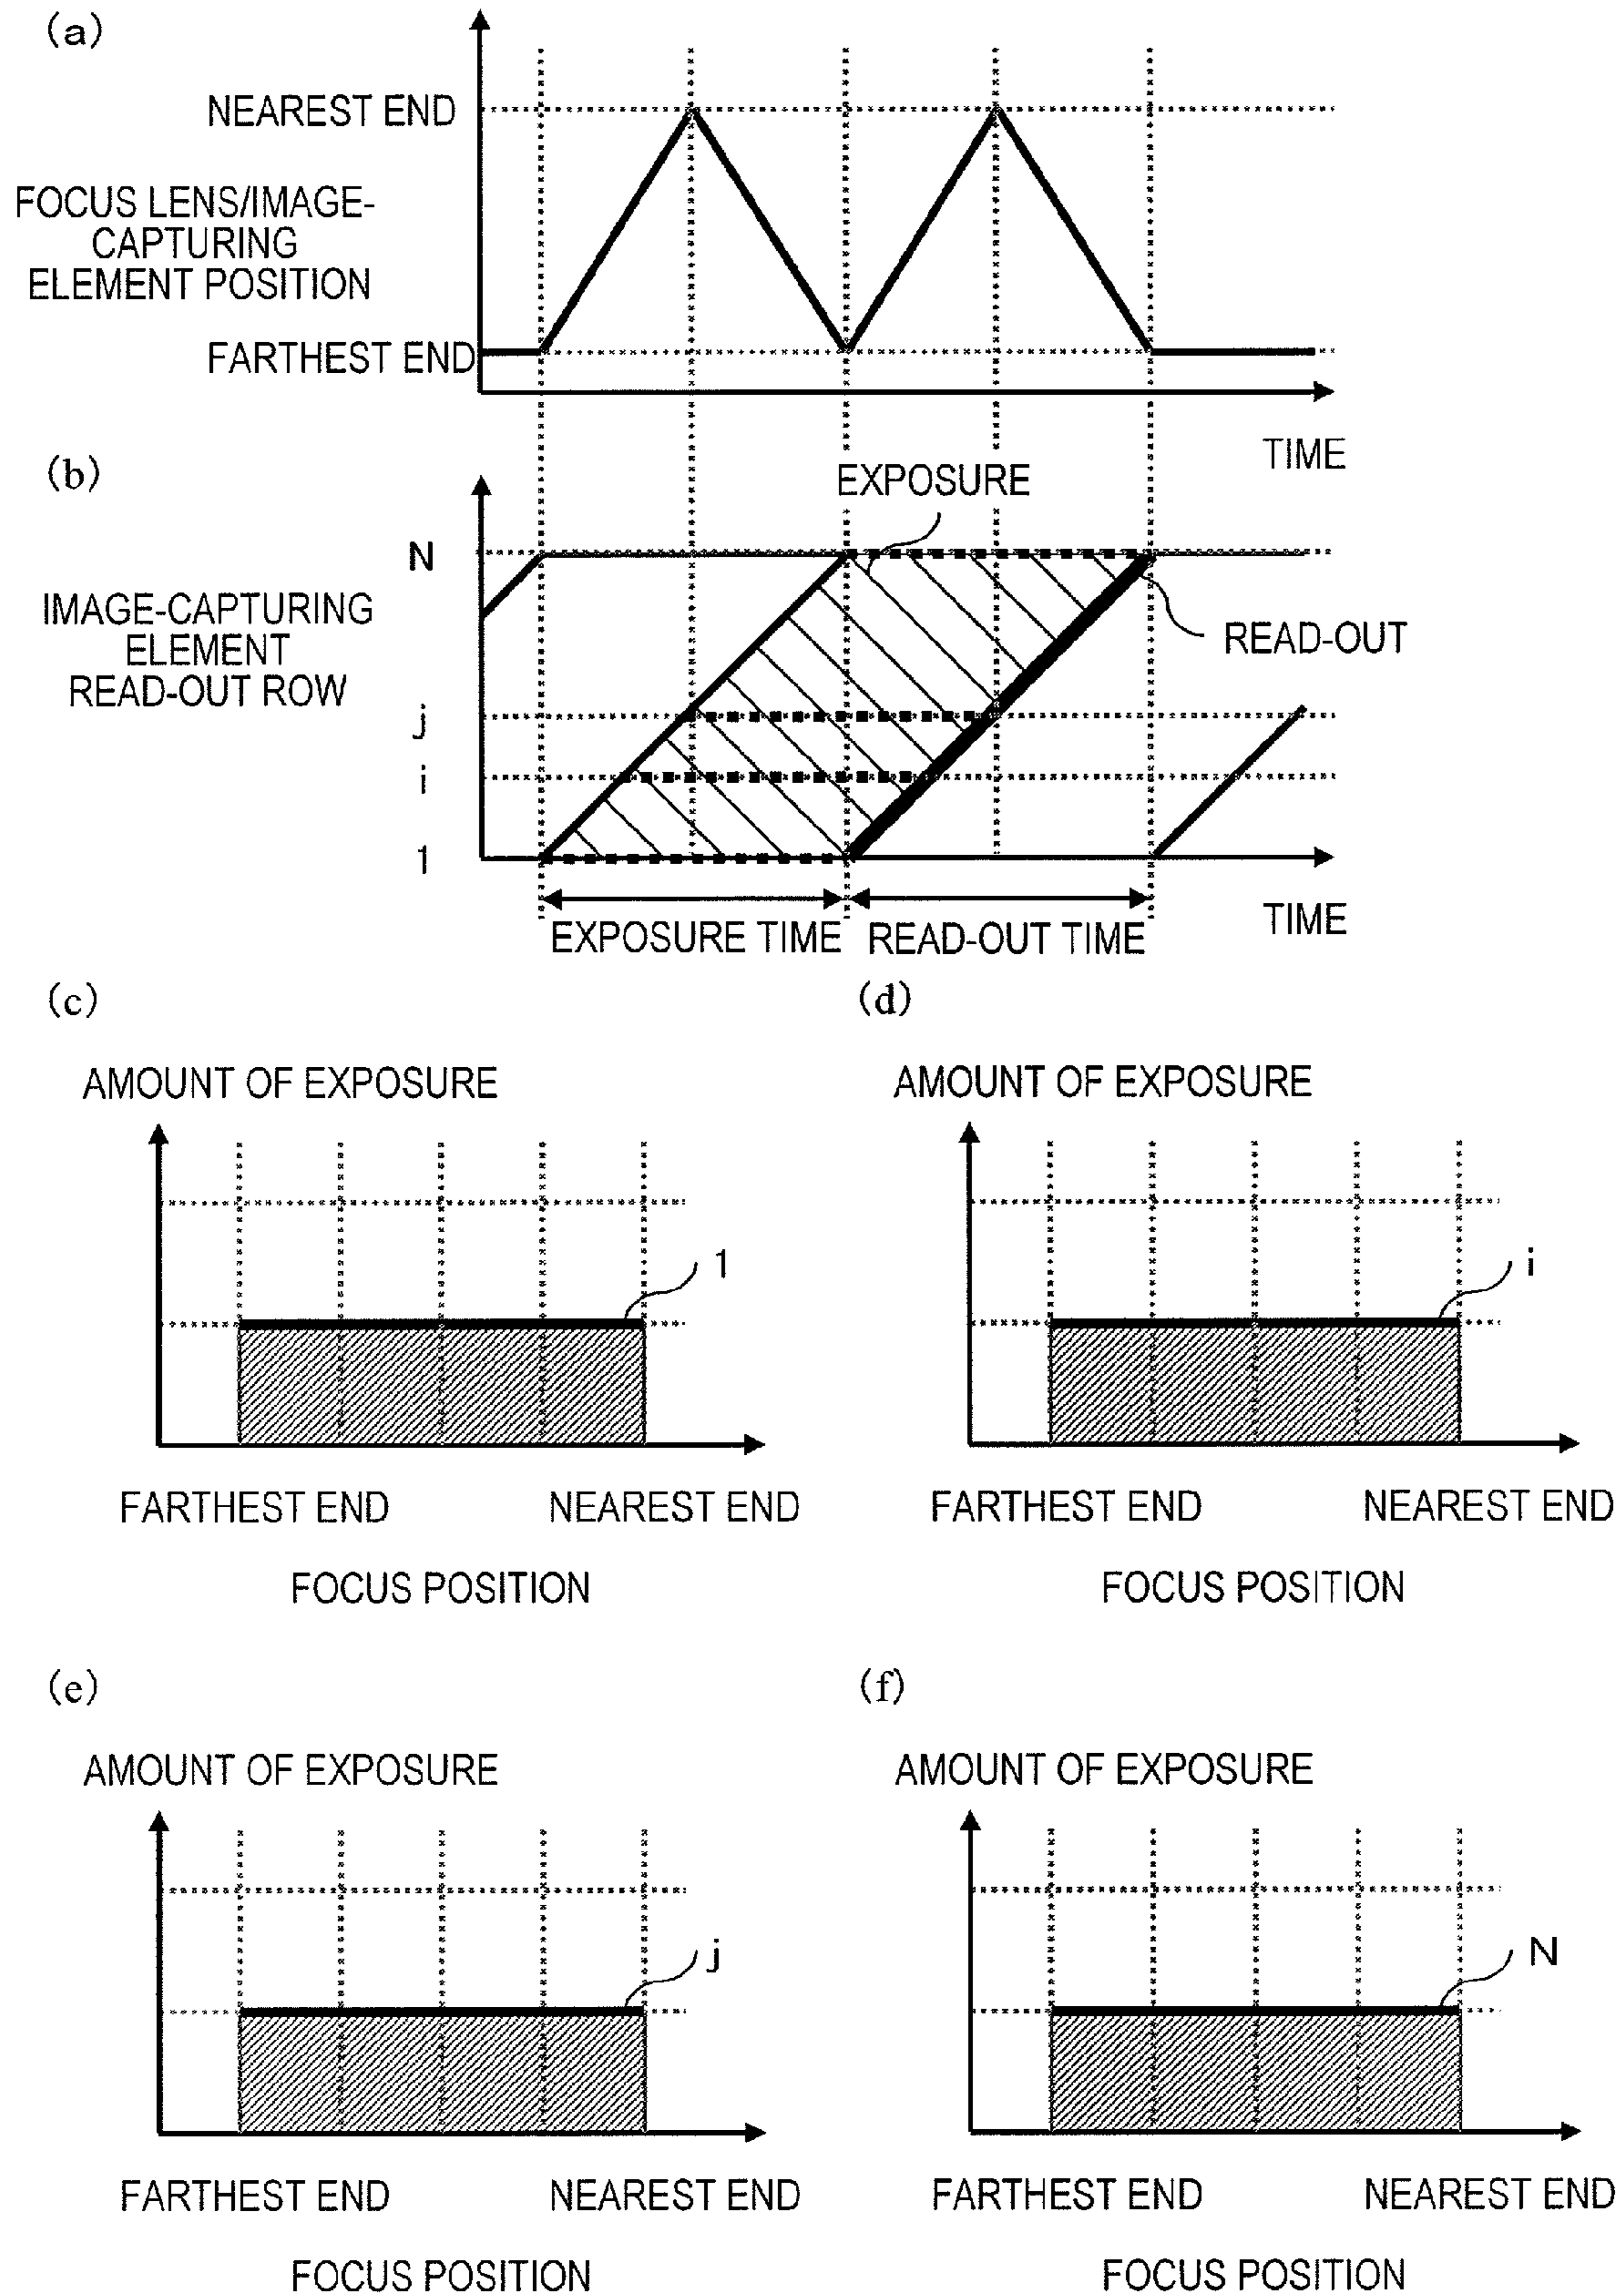 (a)
NEAREST END
FOCUS LENS/IMAGE-
CAPTURING
ELEMENT POSITION
FARTHEST END
TIME
(b)
EXPOSURE
N
IMAGE-CAPTURING
ELEMENT
READ-OUT ROW
READ-OUT
j
i
1
TIME
EXPOSURE TIME
READ-OUT TIME
(c)
AMOUNT OF EXPOSURE
1
FARTHEST END
NEAREST END
FOCUS POSITION
(d)
AMOUNT OF EXPOSURE
i
FARTHEST END
NEAREST END
FOCUS POSITION
(e)
AMOUNT OF EXPOSURE
j
FARTHEST END
NEAREST END
FOCUS POSITION
(f)
AMOUNT OF EXPOSURE
N
FARTHEST END
NEAREST END
FOCUS POSITION